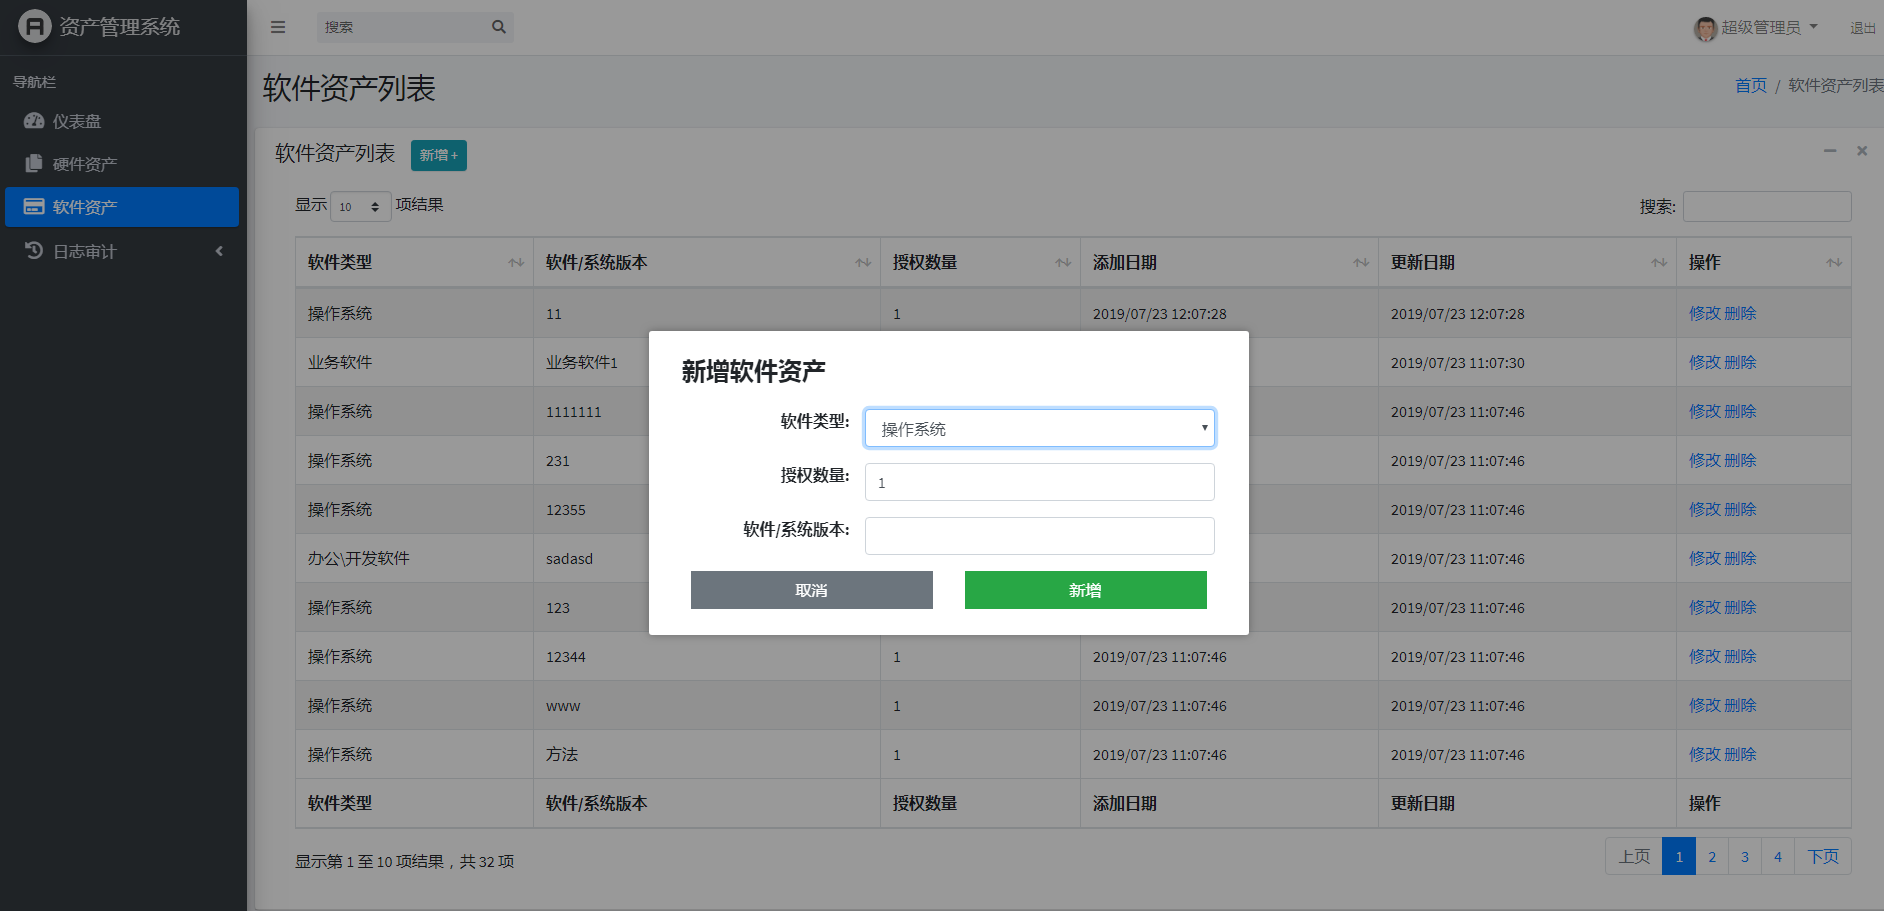 资产管理系统
搜索
超级管理员
退出
导航栏
仪表盘
硬件资产
软件资产
日志审计
软件资产列表
首页 / 软件资产列表
软件资产列表 新增+
显示 10 项结果
搜索:
软件类型 软件/系统版本 授权数量 添加日期 更新日期 操作
操作系统 11 1 2019/07/23 12:07:28 2019/07/23 12:07:28 修改 删除
业务软件 业务软件1 2019/07/23 11:07:30 修改 删除
操作系统 1111111 2019/07/23 11:07:46 修改 删除
操作系统 231 2019/07/23 11:07:46 修改 删除
操作系统 12355 2019/07/23 11:07:46 修改 删除
办公\开发软件 sadasd 2019/07/23 11:07:46 修改 删除
操作系统 123 2019/07/23 11:07:46 修改 删除
操作系统 12344 1 2019/07/23 11:07:46 2019/07/23 11:07:46 修改 删除
操作系统 www 1 2019/07/23 11:07:46 2019/07/23 11:07:46 修改 删除
操作系统 方法 1 2019/07/23 11:07:46 2019/07/23 11:07:46 修改 删除
软件类型 软件/系统版本 授权数量 添加日期 更新日期 操作
显示第 1 至 10 项结果，共 32 项
上页 1 2 3 4 下页
新增软件资产
软件类型: 操作系统
授权数量: 1
软件/系统版本:
取消 新增